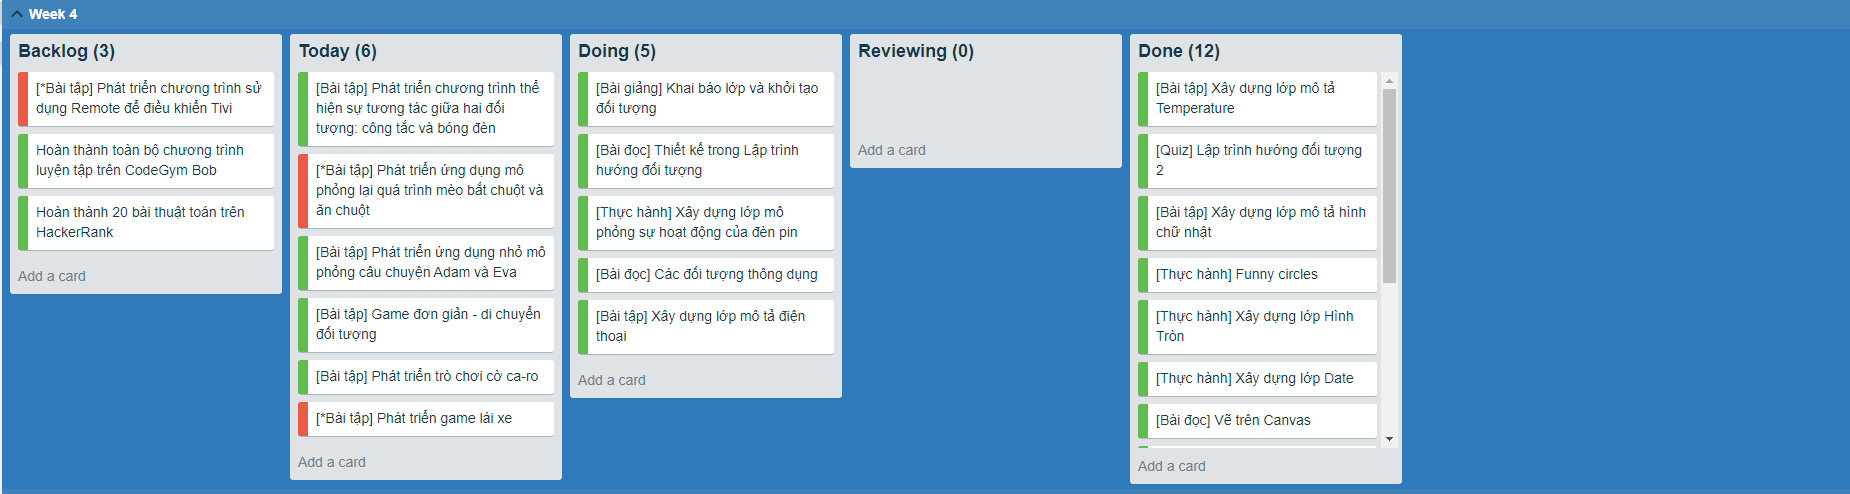 Week 4
Backlog (3)
[*Bài tập] Phát triển chương trình sử
dụng Remote để điều khiển Tivi
Hoàn thành toàn bộ chương trình
luyện tập trên CodeGym Bob
Hoàn thành 20 bài thuật toán trên
HackerRank
Add a card
Today (6)
[Bài tập] Phát triển chương trình thể
hiện sự tương tác giữa hai đối
tượng: công tắc và bóng đèn
[*Bài tập] Phát triển ứng dụng mô
phỏng lại quá trình mèo bắt chuột và
ăn chuột
[Bài tập] Phát triển ứng dụng nhỏ mô
phỏng câu chuyện Adam và Eva
[Bài tập] Game đơn giản - di chuyển
đối tượng
[Bài tập] Phát triển trò chơi cờ ca-ro
[*Bài tập] Phát triển game lái xe
Add a card
Doing (5)
[Bài giảng] Khai báo lớp và khởi tạo
đối tượng
[Bài đọc] Thiết kế trong Lập trình
hướng đối tượng
[Thực hành] Xây dựng lớp mô
phỏng sự hoạt động của đèn pin
[Bài đọc] Các đối tượng thông dụng
[Bài tập] Xây dựng lớp mô tả điện
thoại
Add a card
Reviewing (0)
Add a card
Done (12)
[Bài tập] Xây dựng lớp mô tả
Temperature
[Quiz] Lập trình hướng đối tượng
2
[Bài tập] Xây dựng lớp mô tả hình
chữ nhật
[Thực hành] Funny circles
[Thực hành] Xây dựng lớp Hình
Tròn
[Thực hành] Xây dựng lớp Date
[Bài đọc] Vẽ trên Canvas
Add a card